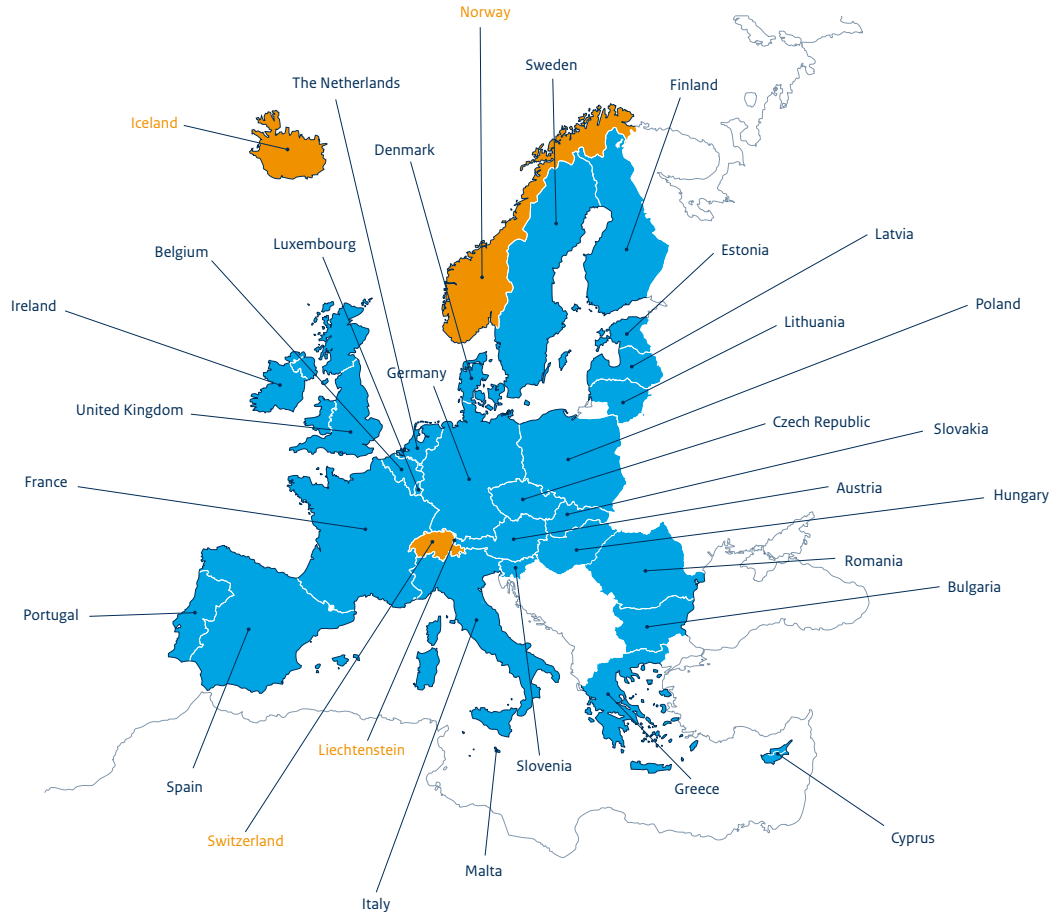 Norway
Sweden
The Netherlands
Finland
Iceland
Denmark
Latvia
Luxembourg
Estonia
Belgium
Poland
Ireland
Lithuania
Germany
United Kingdom
Czech Republic
Slovakia
France
Austria
Hungary
Romania
Bulgaria
Portugal
Liechtenstein
Slovenia
Spain
Greece
Switzerland
Cyprus
Malta
Italy